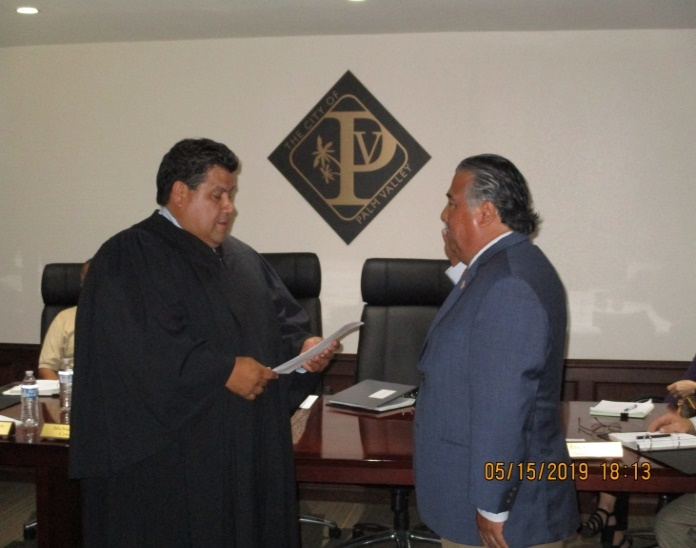 THE CITY OF
PV
PALM VALLEY
05/15/2019 18:13